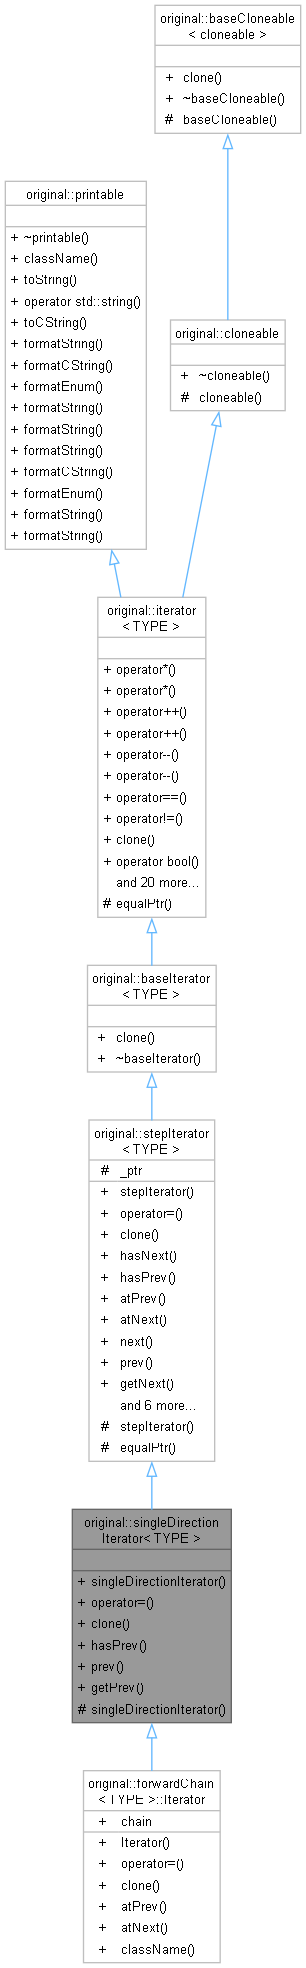 original::baseCloneable
< cloneable >
+ clone()
+ ~baseCloneable()
# baseCloneable()
original::printable
+ ~printable()
+ className()
+ toString()
+ operator std::string()
+ toCString()
+ formatString()
+ formatCString()
+ formatEnum()
+ formatString()
+ formatString()
+ formatString()
+ formatCString()
+ formatEnum()
+ formatString()
+ formatString()
original::cloneable
+ ~cloneable()
# cloneable()
original::iterator
< TYPE >
+ operator*()
+ operator*()
+ operator++()
+ operator++()
+ operator--()
+ operator--()
+ operator==()
+ operator!=()
+ clone()
+ operator bool()
and 20 more...
# equalPtr()
original::baseIterator
< TYPE >
+ clone()
+ ~baseIterator()
original::stepIterator
< TYPE >
# _ptr
+ stepIterator()
+ operator=()
+ clone()
+ hasNext()
+ hasPrev()
+ atPrev()
+ atNext()
+ next()
+ prev()
+ getNext()
and 6 more...
# stepIterator()
# equalPtr()
original::singleDirection
Iterator< TYPE >
+ singleDirectionIterator()
+ operator=()
+ clone()
+ hasPrev()
+ prev()
+ getPrev()
# singleDirectionIterator()
original::forwardChain
< TYPE >::Iterator
+ chain
+ Iterator()
+ operator=()
+ clone()
+ atPrev()
+ atNext()
+ className()